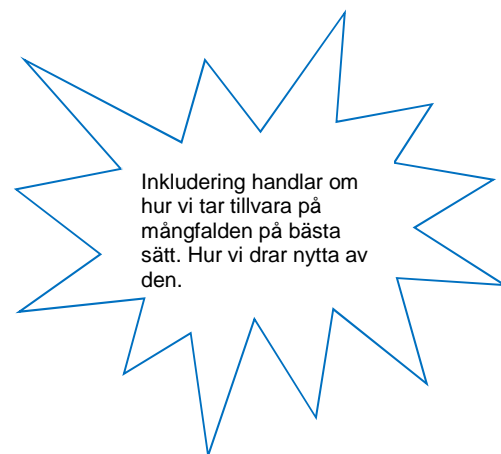 Inkludering handlar om
hur vi tar tillvara på
mångfalden på bästa
sätt. Hur vi drar nytta av
den.